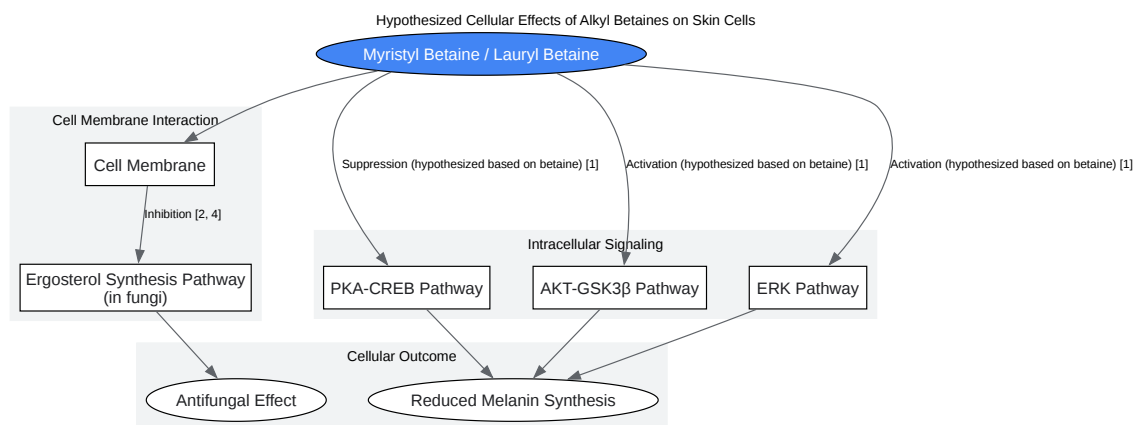 Hypothesized Cellular Effects of Alkyl Betaines on Skin Cells
Myristyl Betaine / Lauryl Betaine
Cell Membrane Interaction
Cell Membrane
Suppression (hypothesized based on betaine) [1]
Activation (hypothesized based on betaine) [1]
Activation (hypothesized based on betaine) [1]
Inhibition [2, 4]
Intracellular Signaling
Ergosterol Synthesis Pathway
(in fungi)
PKA-CREB Pathway
AKT-GSK3β Pathway
ERK Pathway
Cellular Outcome
Antifungal Effect
Reduced Melanin Synthesis